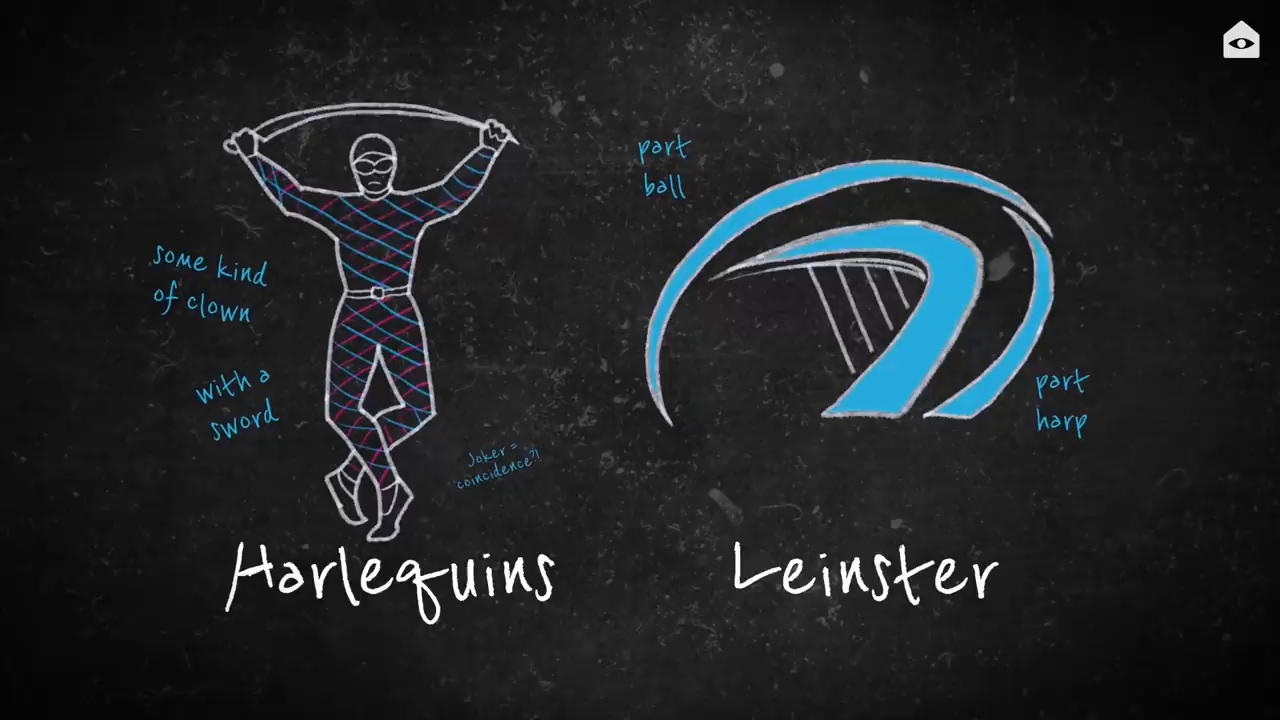 some kind
of clown
with a
sword
Joker =
coincidence?!
Harlequins
part
ball
part
harp
Leinster